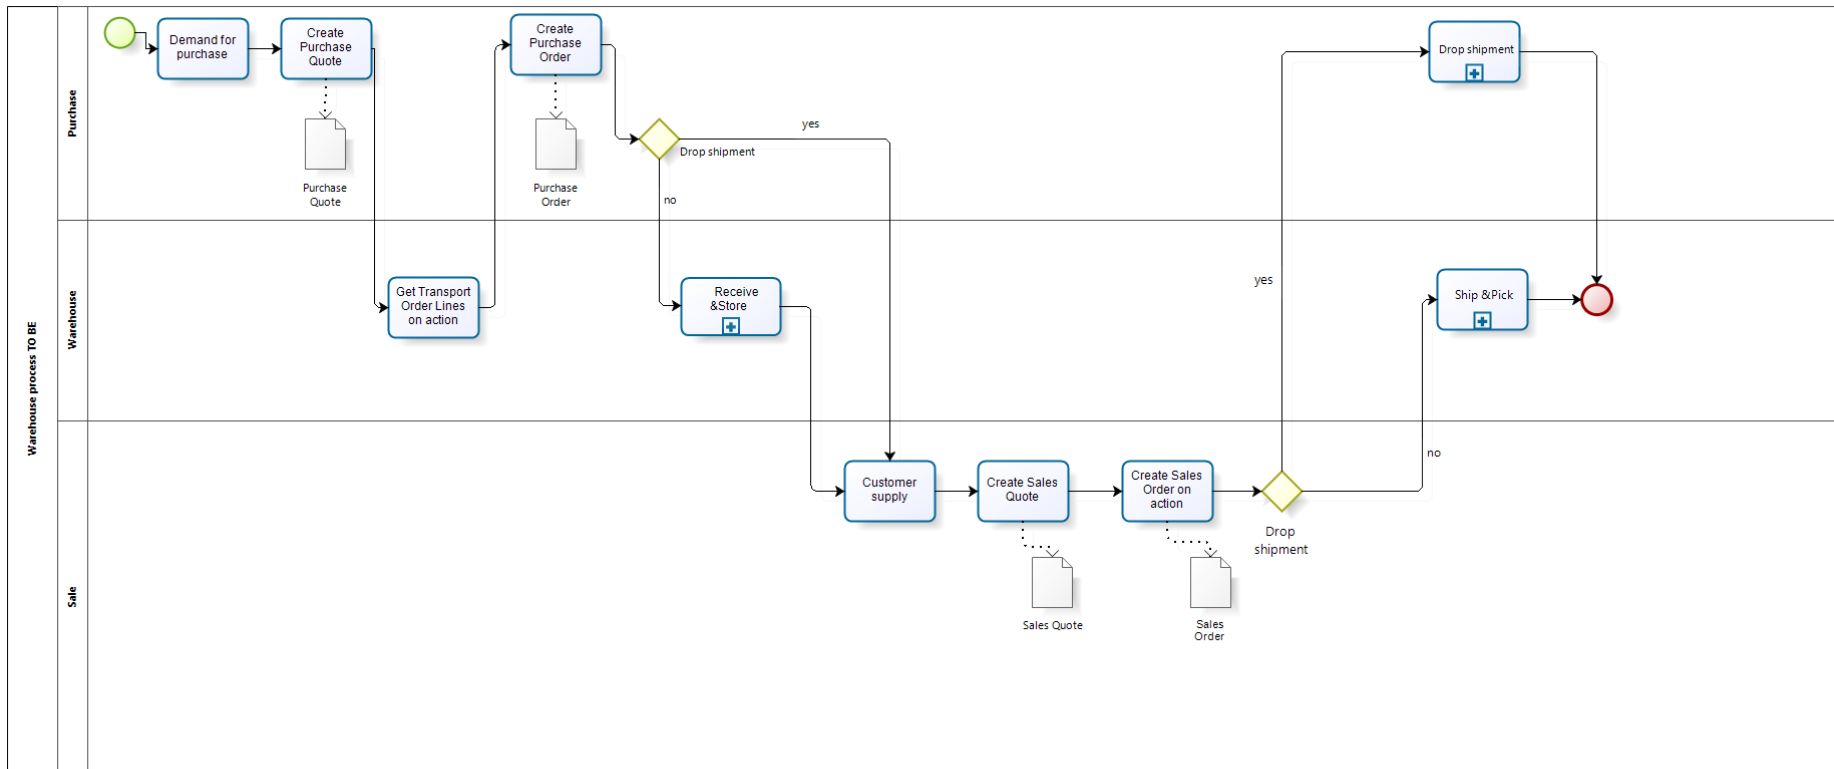 Warehouse process TO BE
Purchase
Demand for
purchase
Create
Purchase
Quote
Purchase
Quote
Create
Purchase
Order
Purchase
Order
Drop shipment
yes
no
Drop shipment
Warehouse
Get Transport
Order Lines
on action
Receive
&Store
yes
Ship &Pick
no
Sale
Customer
supply
Create Sales
Quote
Sales Quote
Create Sales
Order on
action
Sales
Order
Drop
shipment